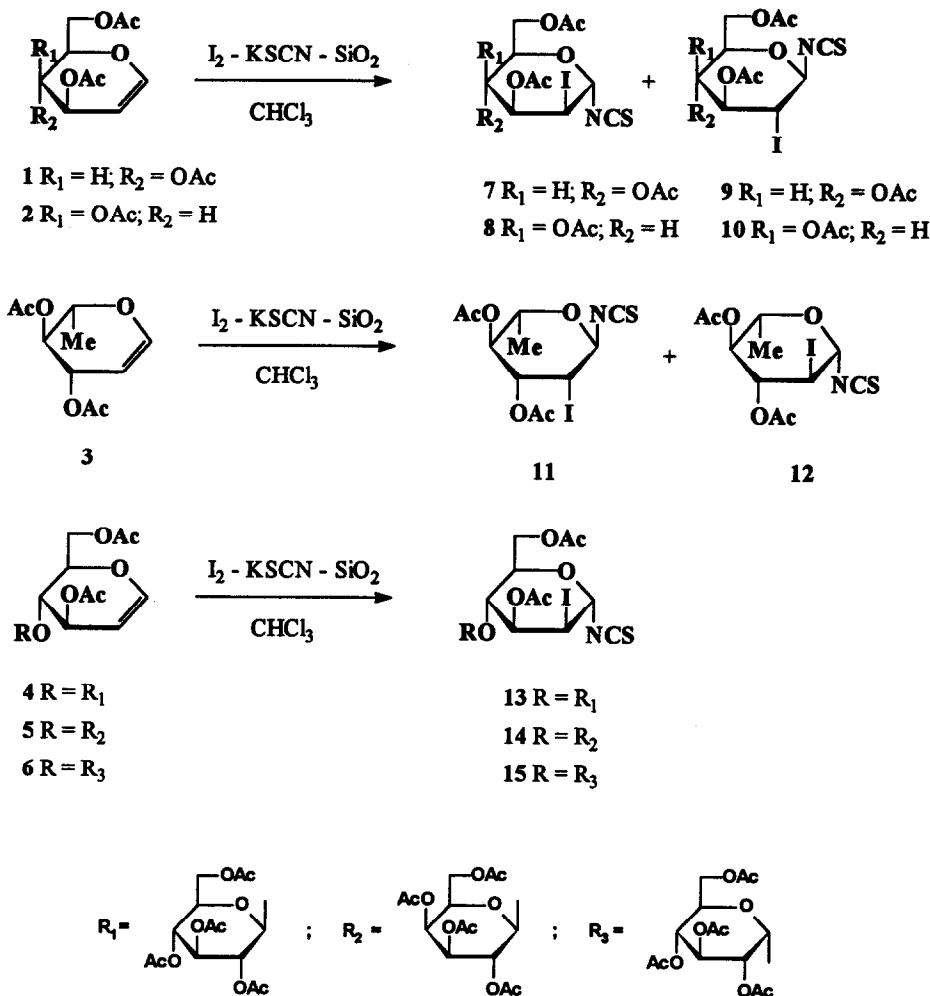 OAc
R₁
O
OAc
R₂
I₂ - KSCN - SiO₂
CHCl₃
OAc
R₁
O
OAc I
R₂
NCS
+
OAc
R₁
O
NCS
OAc
R₂
I
1 R₁ = H; R₂ = OAc
2 R₁ = OAc; R₂ = H
7 R₁ = H; R₂ = OAc
8 R₁ = OAc; R₂ = H
9 R₁ = H; R₂ = OAc
10 R₁ = OAc; R₂ = H
AcO
O
Me
OAc
I₂ - KSCN - SiO₂
CHCl₃
AcO
O
NCS
Me
OAc I
+
AcO
O
Me
I
NCS
OAc
3
11
12
OAc
O
OAc
RO
I₂ - KSCN - SiO₂
CHCl₃
OAc
O
OAc I
RO
NCS
4 R = R₁
5 R = R₂
6 R = R₃
13 R = R₁
14 R = R₂
15 R = R₃
R₁=
OAc
O
OAc
AcO
OAc
;
R₂ =
OAc
AcO
O
OAc
OAc
;
R₃=
OAc
O
OAc
AcO
OAc